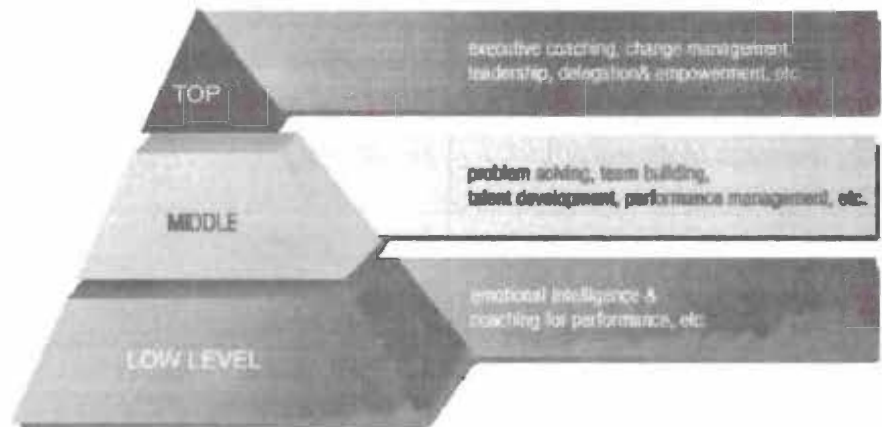 TOP
executive coaching, change management,
leadership, delegation& empowerment, etc.
MIDDLE
problem solving, team building,
talent development, performance management, etc.
LOW LEVEL
emotional intelligence &
coaching for performance, etc.